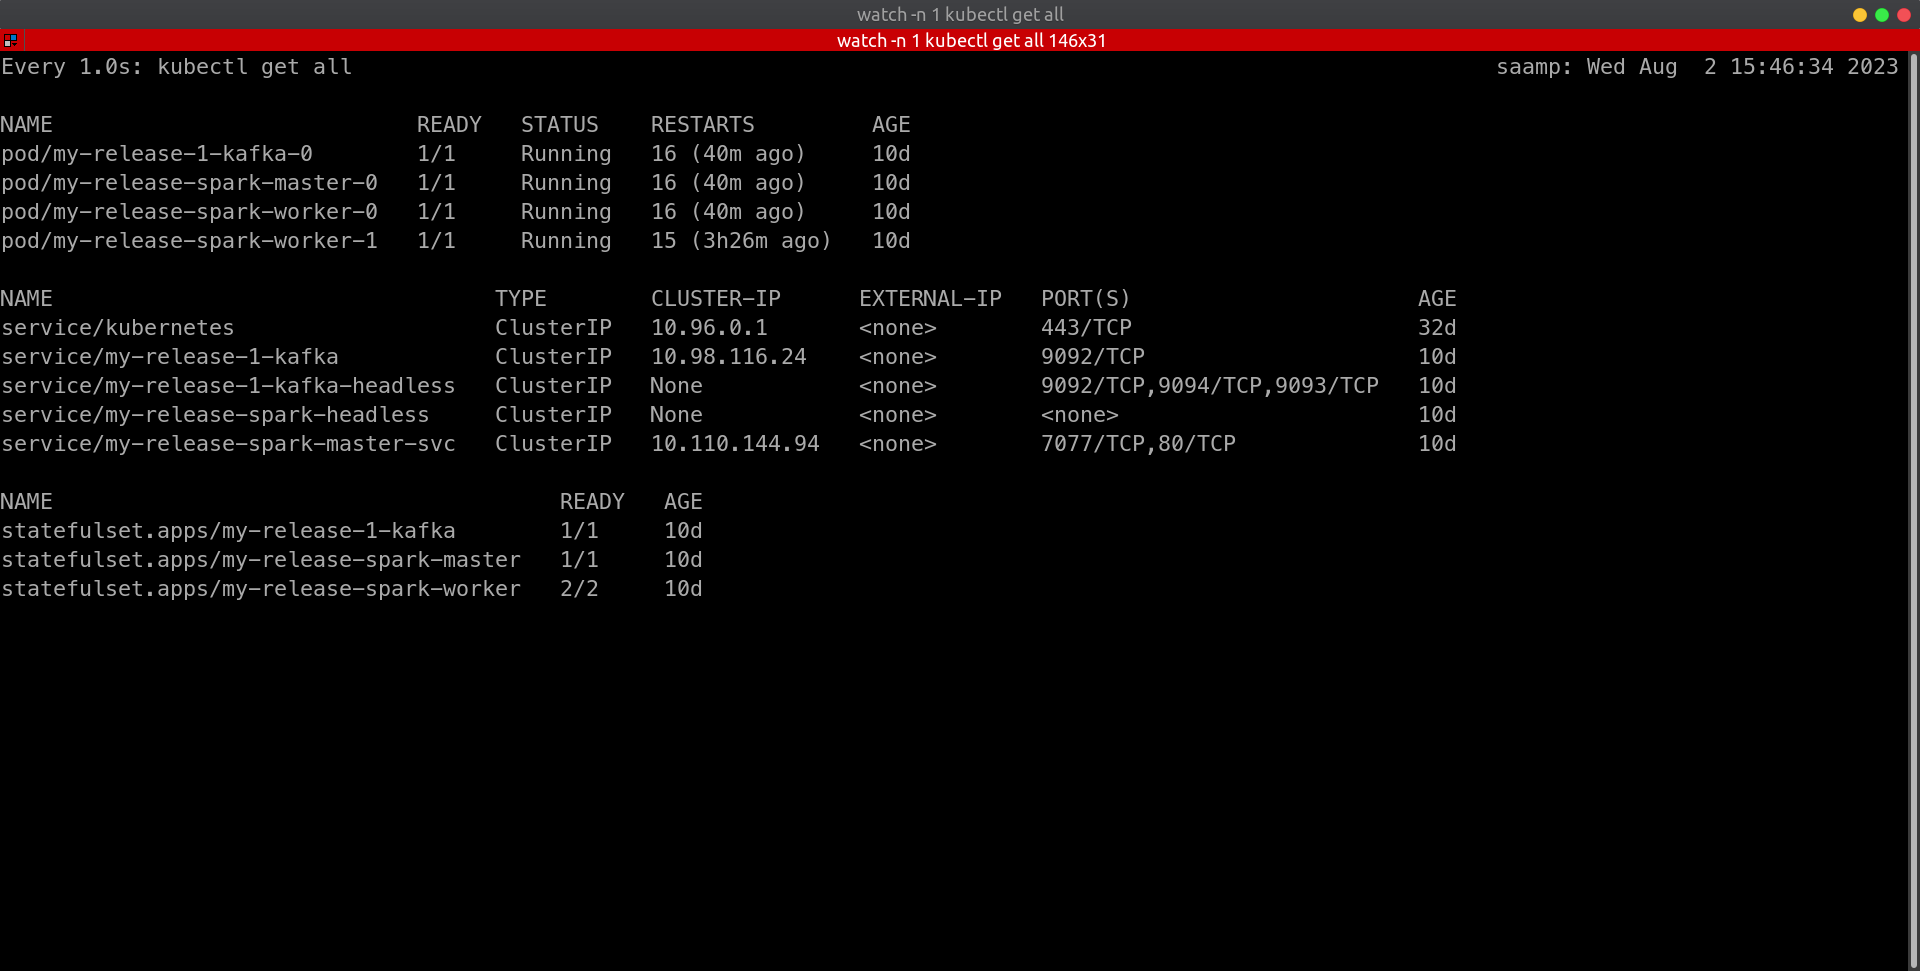 watch -n 1 kubectl get all
watch -n 1 kubectl get all 146x31
Every 1.0s: kubectl get all                                                                                        saamp: Wed Aug  2 15:46:34 2023

NAME                            READY   STATUS    RESTARTS         AGE
pod/my-release-1-kafka-0        1/1     Running   16 (40m ago)     10d
pod/my-release-spark-master-0   1/1     Running   16 (40m ago)     10d
pod/my-release-spark-worker-0   1/1     Running   16 (40m ago)     10d
pod/my-release-spark-worker-1   1/1     Running   15 (3h26m ago)   10d

NAME                                  TYPE        CLUSTER-IP      EXTERNAL-IP   PORT(S)                      AGE
service/kubernetes                    ClusterIP   10.96.0.1       <none>        443/TCP                      32d
service/my-release-1-kafka            ClusterIP   10.98.116.24    <none>        9092/TCP                     10d
service/my-release-1-kafka-headless   ClusterIP   None            <none>        9092/TCP,9094/TCP,9093/TCP   10d
service/my-release-spark-headless     ClusterIP   None            <none>        <none>                       10d
service/my-release-spark-master-svc   ClusterIP   10.110.144.94   <none>        7077/TCP,80/TCP              10d

NAME                                       READY   AGE
statefulset.apps/my-release-1-kafka        1/1     10d
statefulset.apps/my-release-spark-master   1/1     10d
statefulset.apps/my-release-spark-worker   2/2     10d